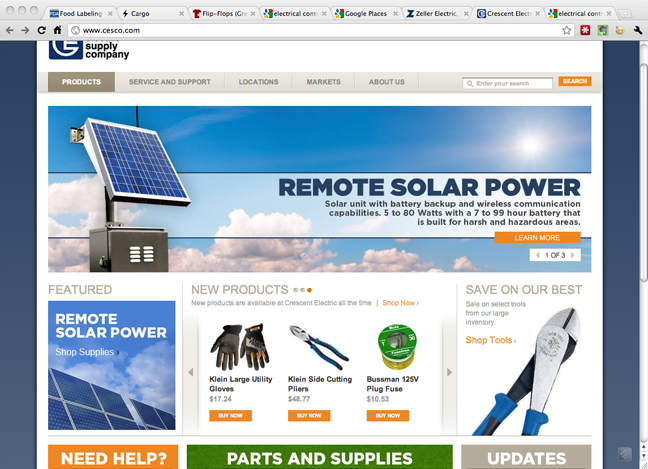 Food Labeling
Cargo
Flip-Flops (Gre
electrical contr
Google Places
Zeller Electric,
Crescent Electr
electrical contr
www.cesco.com
supply
company
PRODUCTS
SERVICE AND SUPPORT
LOCATIONS
MARKETS
ABOUT US
Enter your search
SEARCH
REMOTE SOLAR POWER
Solar unit with battery backup and wireless communication
capabilities. 5 to 80 Watts with a 7 to 99 hour battery that
is built for harsh and hazardous areas.
LEARN MORE
1 OF 3
FEATURED
REMOTE
SOLAR POWER
Shop Supplies ›
NEW PRODUCTS
New products are available at Crescent Electric all the time | Shop Now ›
Klein Large Utility
Gloves
$17.24
BUY NOW
Klein Side Cutting
Pliers
$48.77
BUY NOW
Bussman 125V
Plug Fuse
$10.53
BUY NOW
SAVE ON OUR BEST
Sale on select tools
from our large
inventory.
Shop Tools ›
NEED HELP?
PARTS AND SUPPLIES
UPDATES